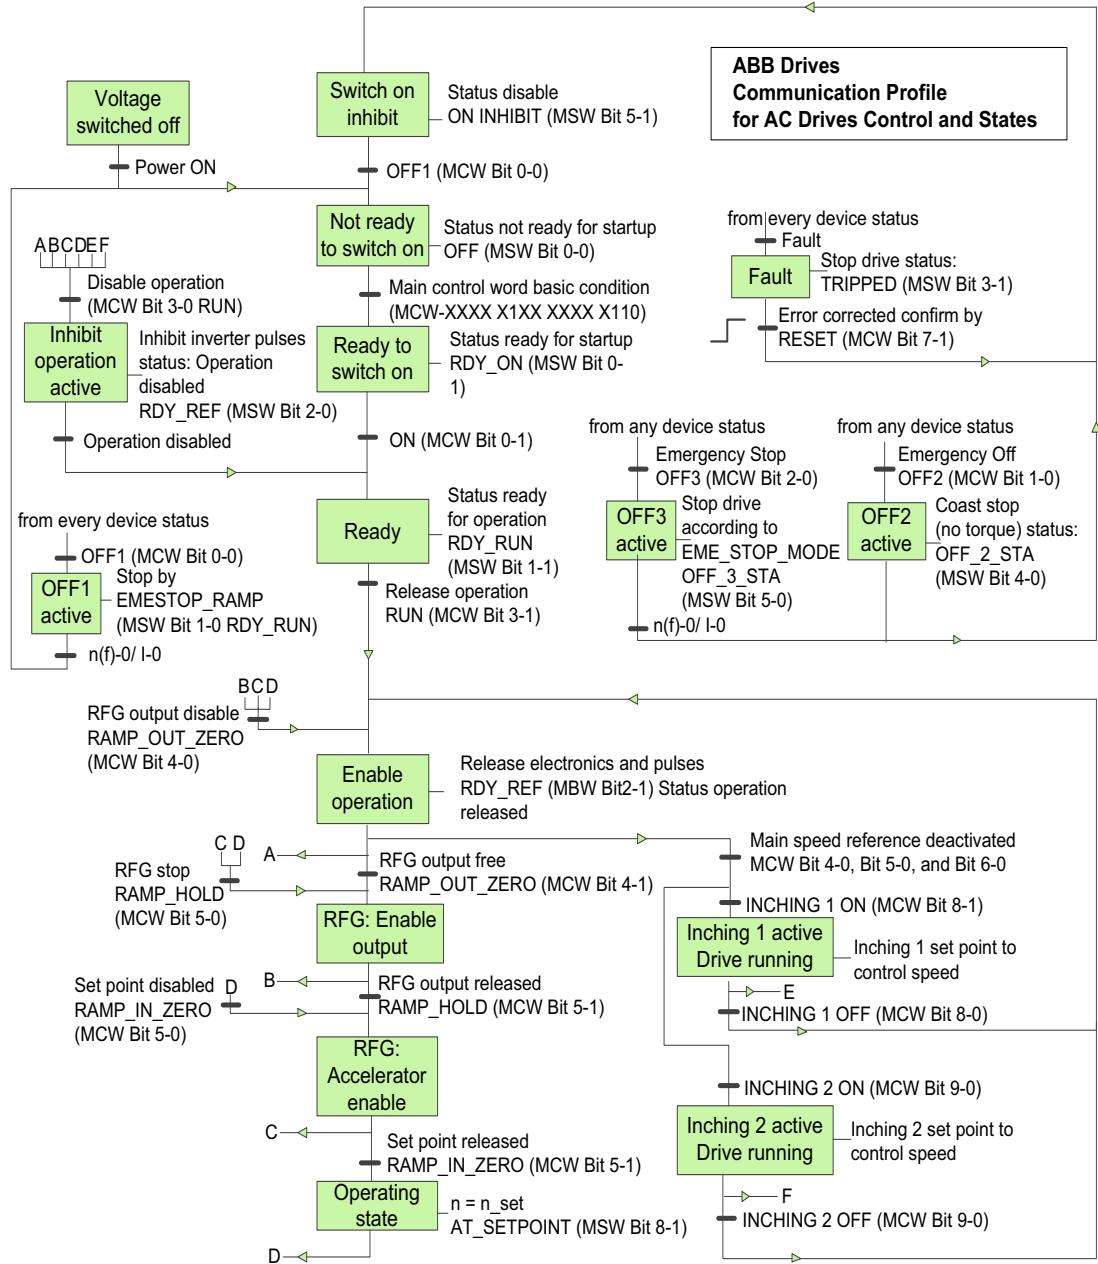 ABB Drives
Communication Profile
for AC Drives Control and States
Voltage
switched off
Power ON
Switch on
inhibit
Status disable
ON INHIBIT (MSW Bit 5-1)
OFF1 (MCW Bit 0-0)
Not ready
to switch on
Status not ready for startup
OFF (MSW Bit 0-0)
Main control word basic condition
(MCW-XXXX X1XX XXXX X110)
Ready to
switch on
Status ready for startup
RDY_ON (MSW Bit 0-
1)
ON (MCW Bit 0-1)
ABCDEF
Disable operation
(MCW Bit 3-0 RUN)
Inhibit
operation
active
Inhibit inverter pulses
status: Operation
disabled
RDY_REF (MSW Bit 2-0)
Operation disabled
from every device status
Fault
Fault
Stop drive status:
TRIPPED (MSW Bit 3-1)
Error corrected confirm by
RESET (MCW Bit 7-1)
from any device status
Emergency Stop
OFF3 (MCW Bit 2-0)
OFF3
active
Stop drive
according to
EME_STOP_MODE
OFF_3_STA
(MSW Bit 5-0)
n(f)-0/ I-0
from any device status
Emergency Off
OFF2 (MCW Bit 1-0)
OFF2
active
Coast stop
(no torque) status:
OFF_2_STA
(MSW Bit 4-0)
Ready
Status ready
for operation
RDY_RUN
(MSW Bit 1-1)
Release operation
RUN (MCW Bit 3-1)
from every device status
OFF1 (MCW Bit 0-0)
OFF1
active
Stop by
EMESTOP_RAMP
(MSW Bit 1-0 RDY_RUN)
n(f)-0/ I-0
BCD
RFG output disable
RAMP_OUT_ZERO
(MCW Bit 4-0)
Enable
operation
Release electronics and pulses
RDY_REF (MBW Bit2-1) Status operation
released
A
C D
RFG stop
RAMP_HOLD
(MCW Bit 5-0)
RFG output free
RAMP_OUT_ZERO (MCW Bit 4-1)
RFG: Enable
output
B
D
Set point disabled
RAMP_IN_ZERO
(MCW Bit 5-0)
RFG output released
RAMP_HOLD (MCW Bit 5-1)
RFG:
Accelerator
enable
C
Set point released
RAMP_IN_ZERO (MCW Bit 5-1)
Operating
state
n = n_set
AT_SETPOINT (MSW Bit 8-1)
D
Main speed reference deactivated
MCW Bit 4-0, Bit 5-0, and Bit 6-0
INCHING 1 ON (MCW Bit 8-1)
Inching 1 active
Drive running
Inching 1 set point to
control speed
E
INCHING 1 OFF (MCW Bit 8-0)
INCHING 2 ON (MCW Bit 9-0)
Inching 2 active
Drive running
Inching 2 set point to
control speed
F
INCHING 2 OFF (MCW Bit 9-0)